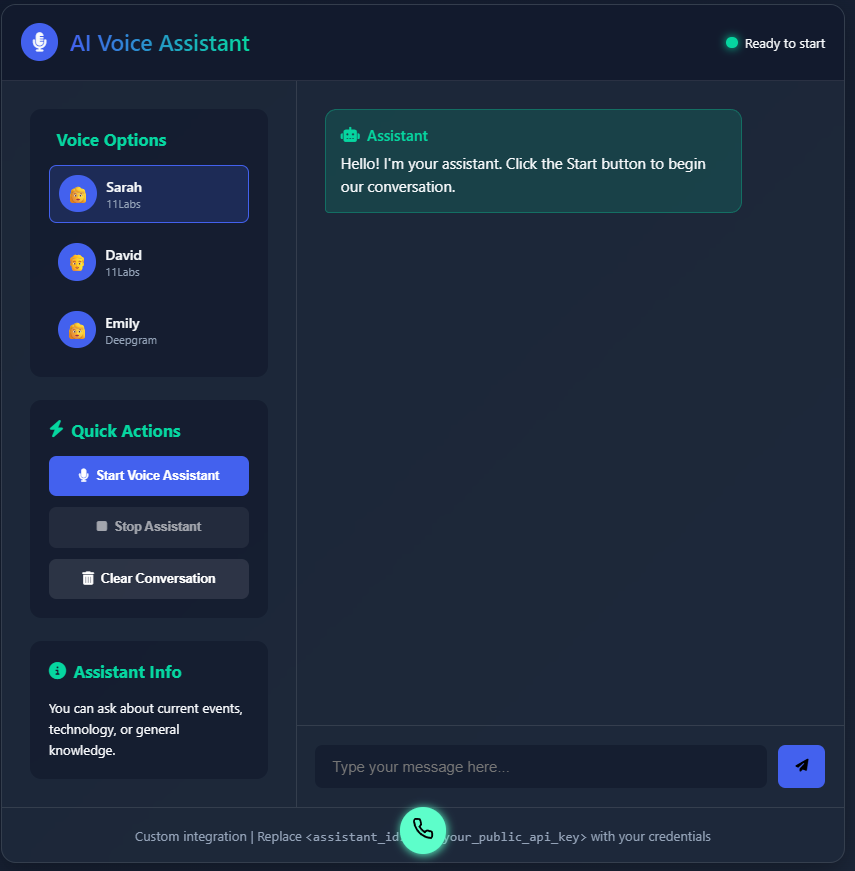 AI Voice Assistant
Ready to start
Voice Options
Sarah
11Labs
David
11Labs
Emily
Deepgram
Quick Actions
Start Voice Assistant
Stop Assistant
Clear Conversation
Assistant Info
You can ask about current events,
technology, or general
knowledge.
Assistant
Hello! I'm your assistant. Click the Start button to begin
our conversation.
Type your message here...
Custom integration | Replace <assistant_id your_public_api_key> with your credentials